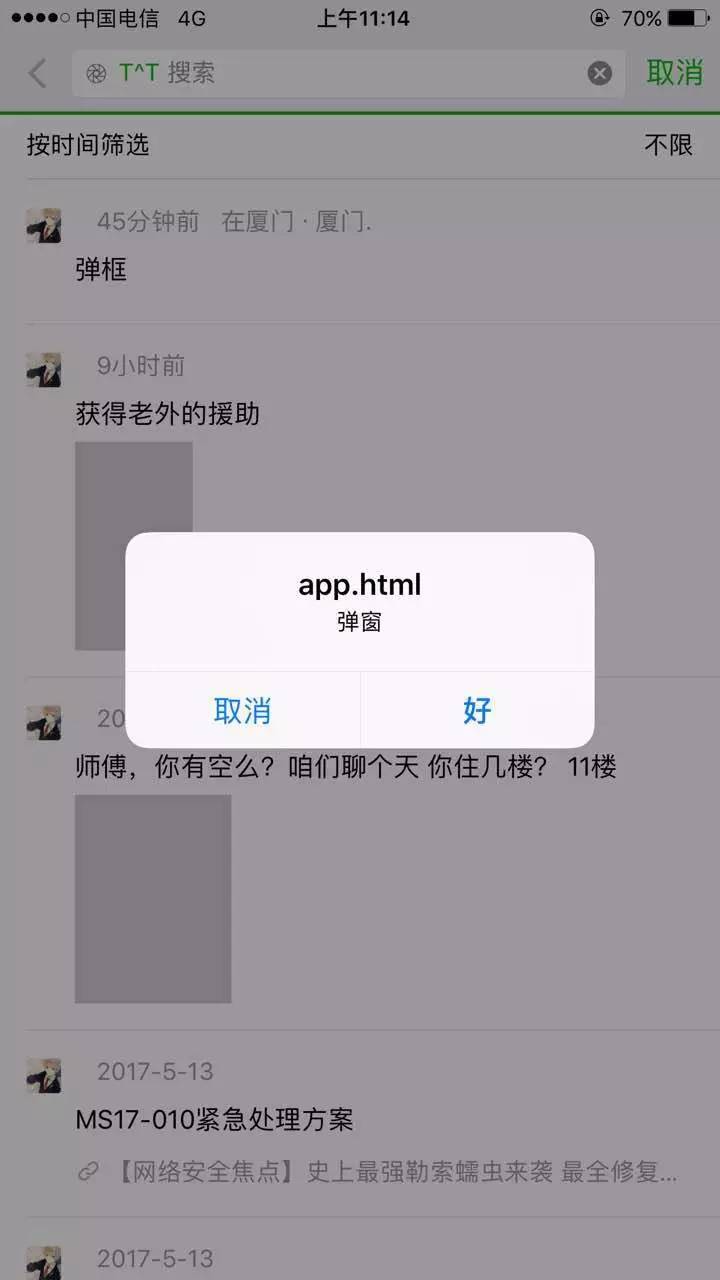 中国电信 4G 上午11:14 70%
T^T 搜索 取消
按时间筛选 不限
45分钟前 在厦门 · 厦门.
弹框
9小时前
获得老外的援助
app.html
弹窗
取消 好
20
师傅，你有空么？咱们聊个天 你住几楼？ 11楼
2017-5-13
MS17-010紧急处理方案
【网络安全焦点】史上最强勒索蠕虫来袭 最全修复...
2017-5-13